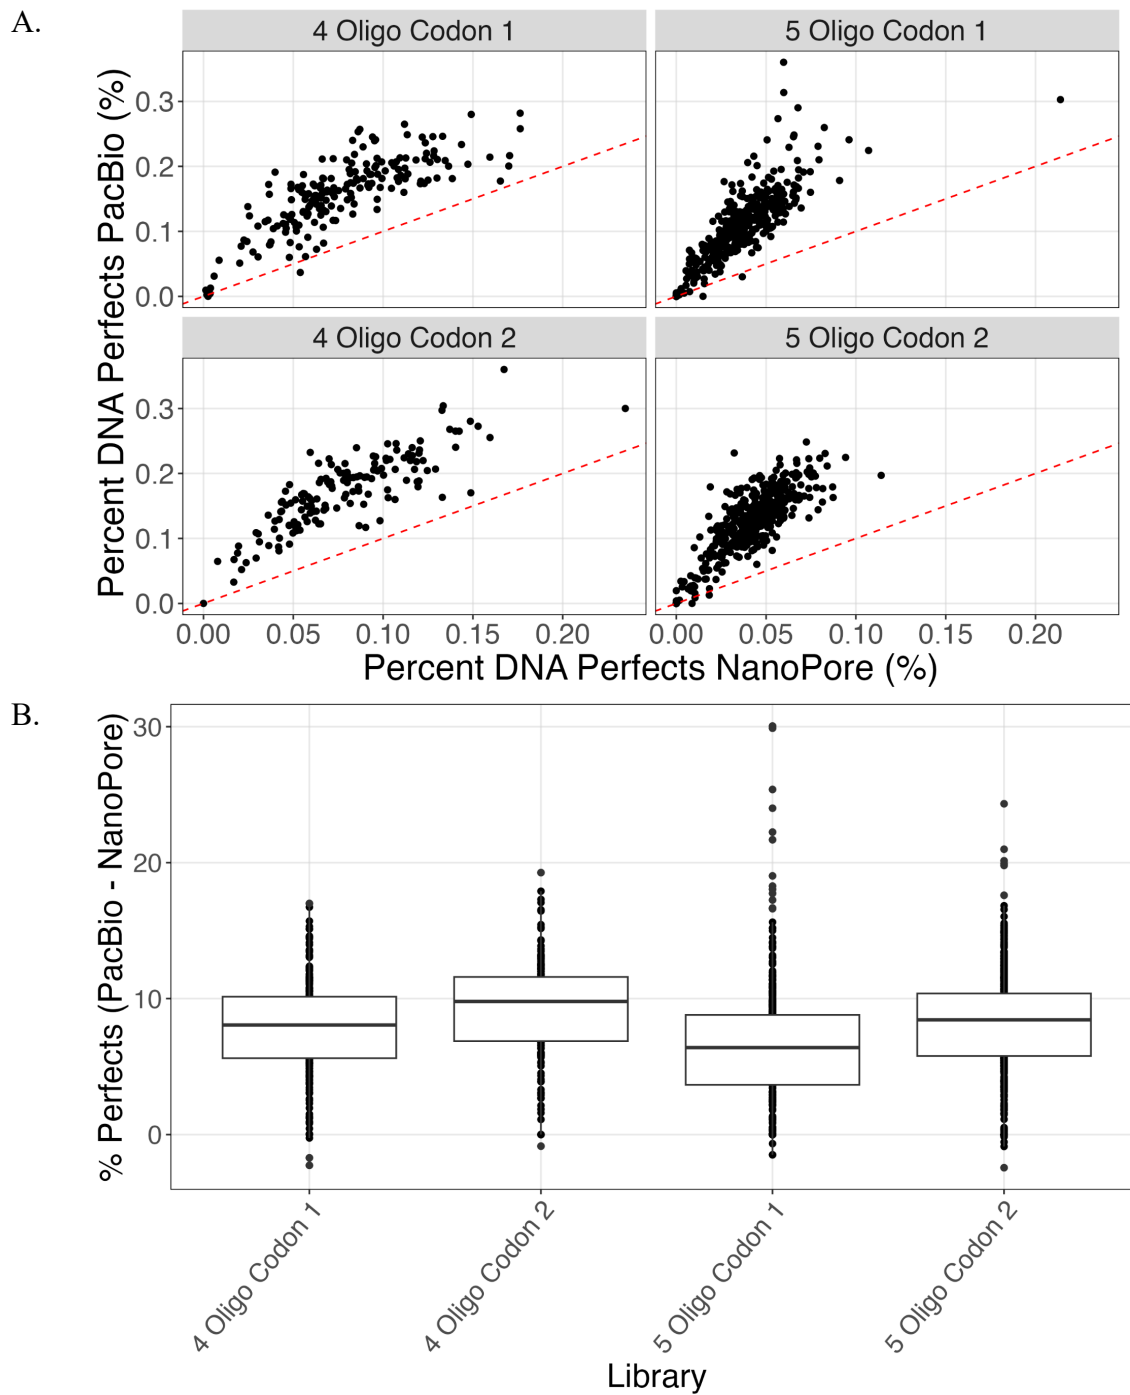 A.
4 Oligo Codon 1
5 Oligo Codon 1
Percent DNA Perfects PacBio (%)
0.3
0.2
0.1
0.0
4 Oligo Codon 2
5 Oligo Codon 2
0.3
0.2
0.1
0.0
0.00 0.05 0.10 0.15 0.20
0.00 0.05 0.10 0.15 0.20
Percent DNA Perfects NanoPore (%)
B.
% Perfects (PacBio - NanoPore)
30
20
10
0
4 Oligo Codon 1
4 Oligo Codon 2
5 Oligo Codon 1
5 Oligo Codon 2
Library